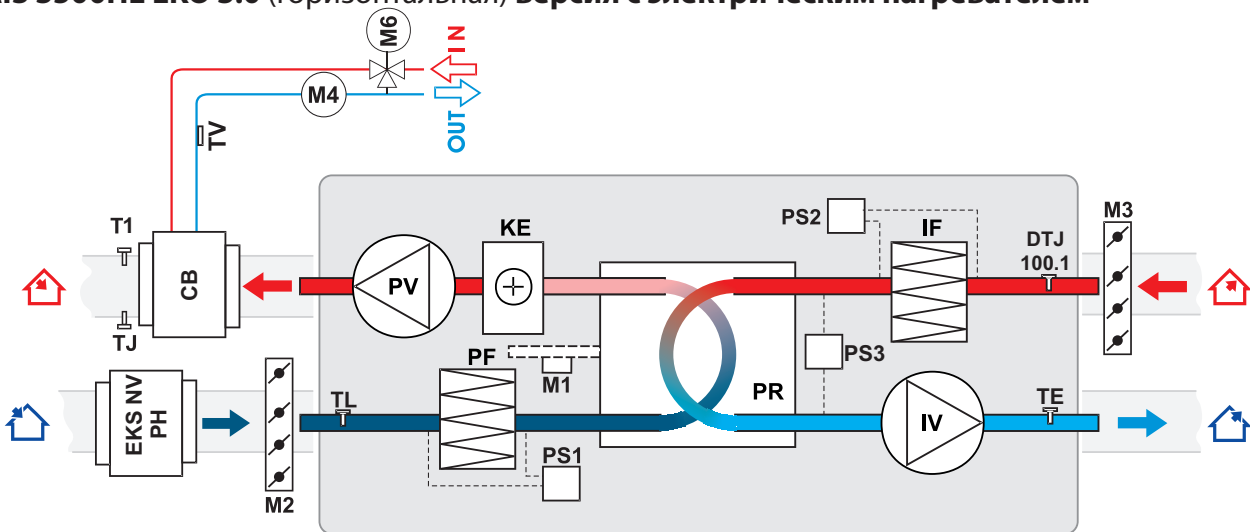 (горизонтальная) версия с электрическим нагревателем
M6
IN
M4
OUT
TV
T1
CB
TJ
PV
KE
PS2
IF
DTJ
100.1
M3
PF
M1
PS3
PR
EKS NV
PH
TL
IV
TE
PS1
M2